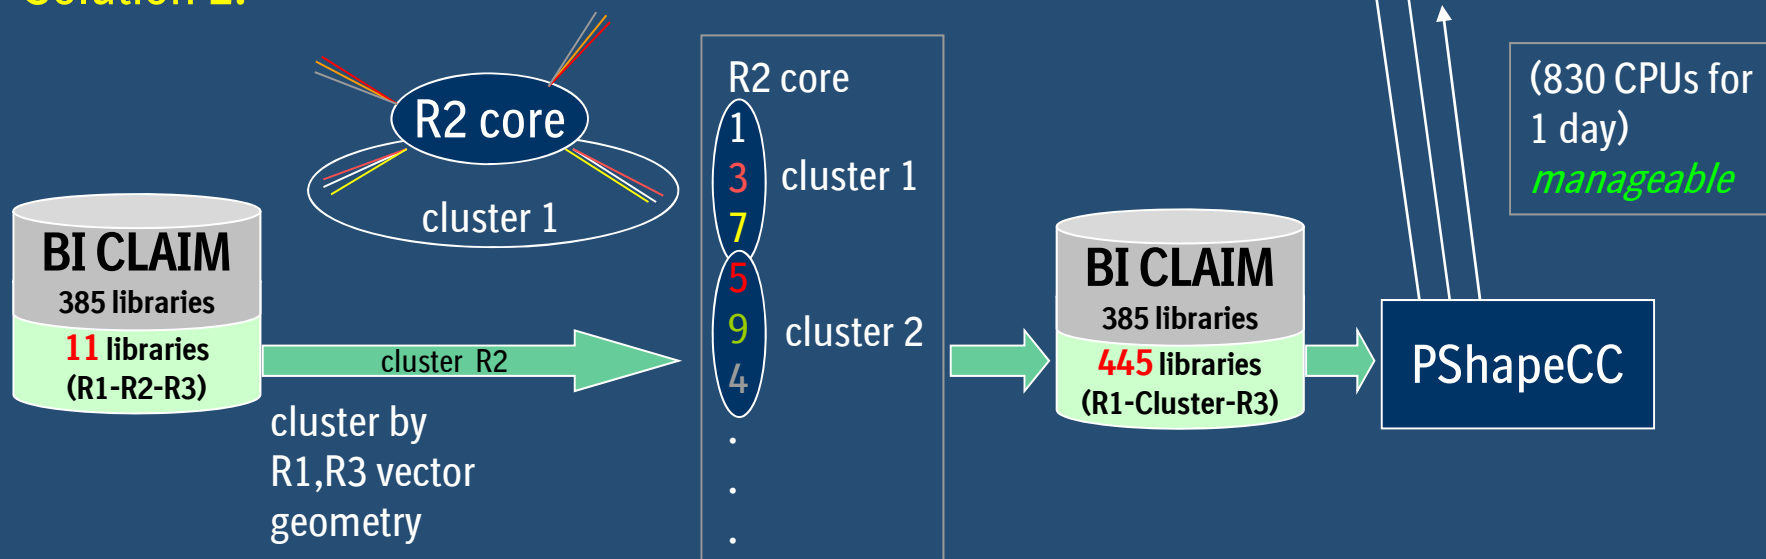 Solution 2:
R2 core
cluster 1
BI CLAIM
385 libraries
11 libraries
(R1-R2-R3)
cluster R2
cluster by
R1,R3 vector
geometry
R2 core
1
3
7
cluster 1
5
9
4
cluster 2
.
.
.
BI CLAIM
385 libraries
445 libraries
(R1-Cluster-R3)
PShapeCC
(830 CPUs for
1 day)
manageable